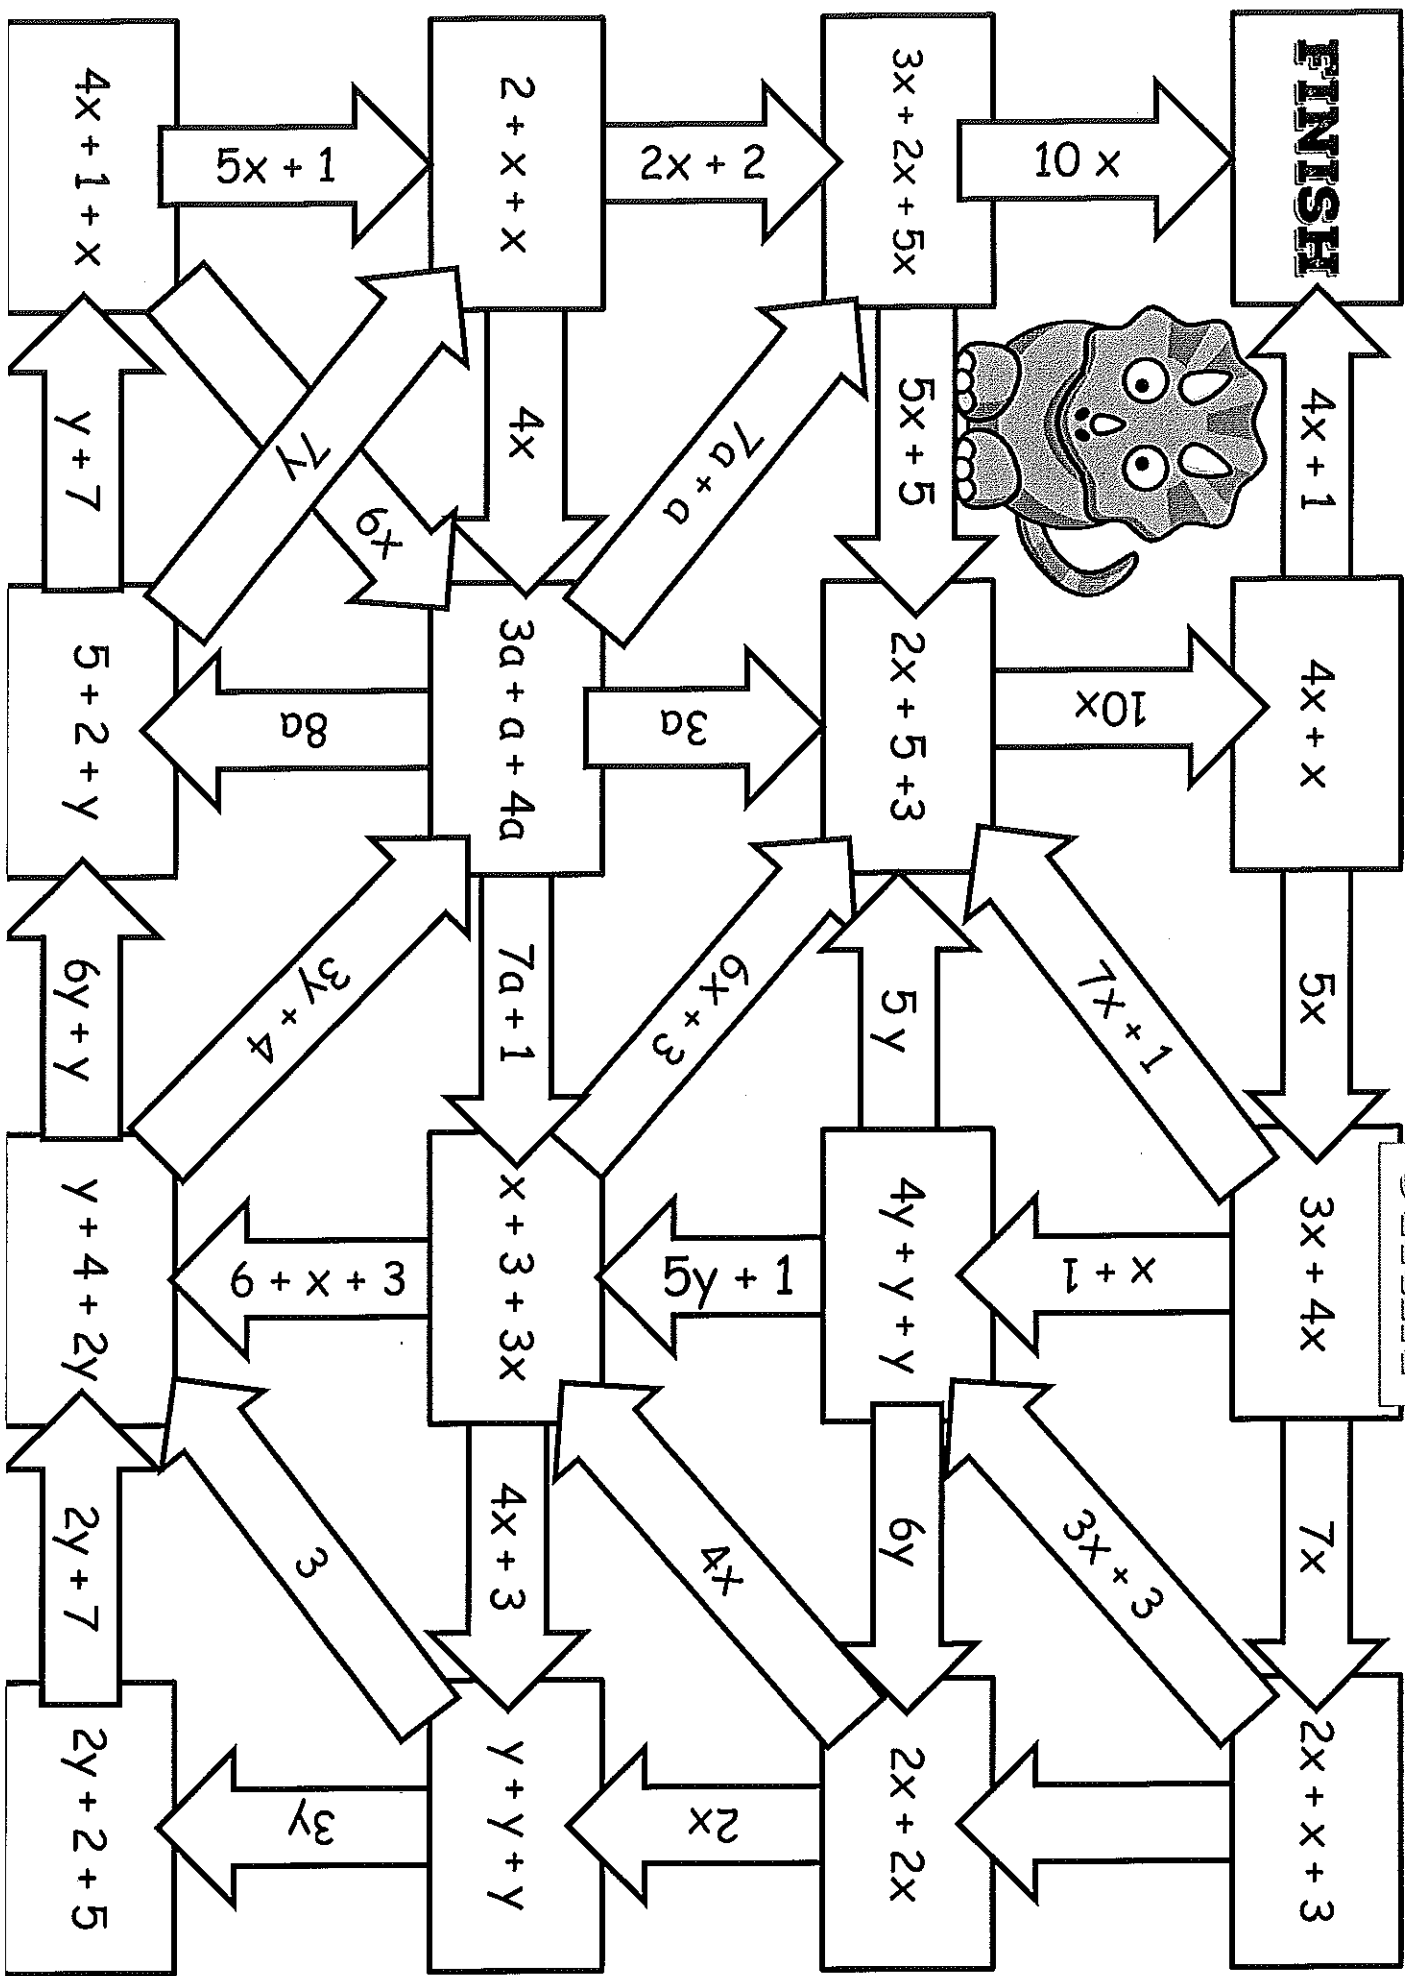 FINISH
4x + 1
4x + x
5x
3x + 4x
7x
2x + x + 3
10 x
10x
7x + 1
x + 1
3x + 3
3x + 2x + 5x
5x + 5
2x + 5 +3
5 y
4y + y + y
6y
2x + 2x
2x + 2
7a + a
3a
6x + 3
5y + 1
4x
2x
2 + x + x
4x
3a + a + 4a
7a + 1
x + 3 + 3x
4x + 3
y + y + y
5x + 1
6x
7y
8a
3y + 4
6 + x + 3
3
3y
4x + 1 + x
y + 7
5 + 2 + y
6y + y
y + 4 + 2y
2y + 7
2y + 2 + 5